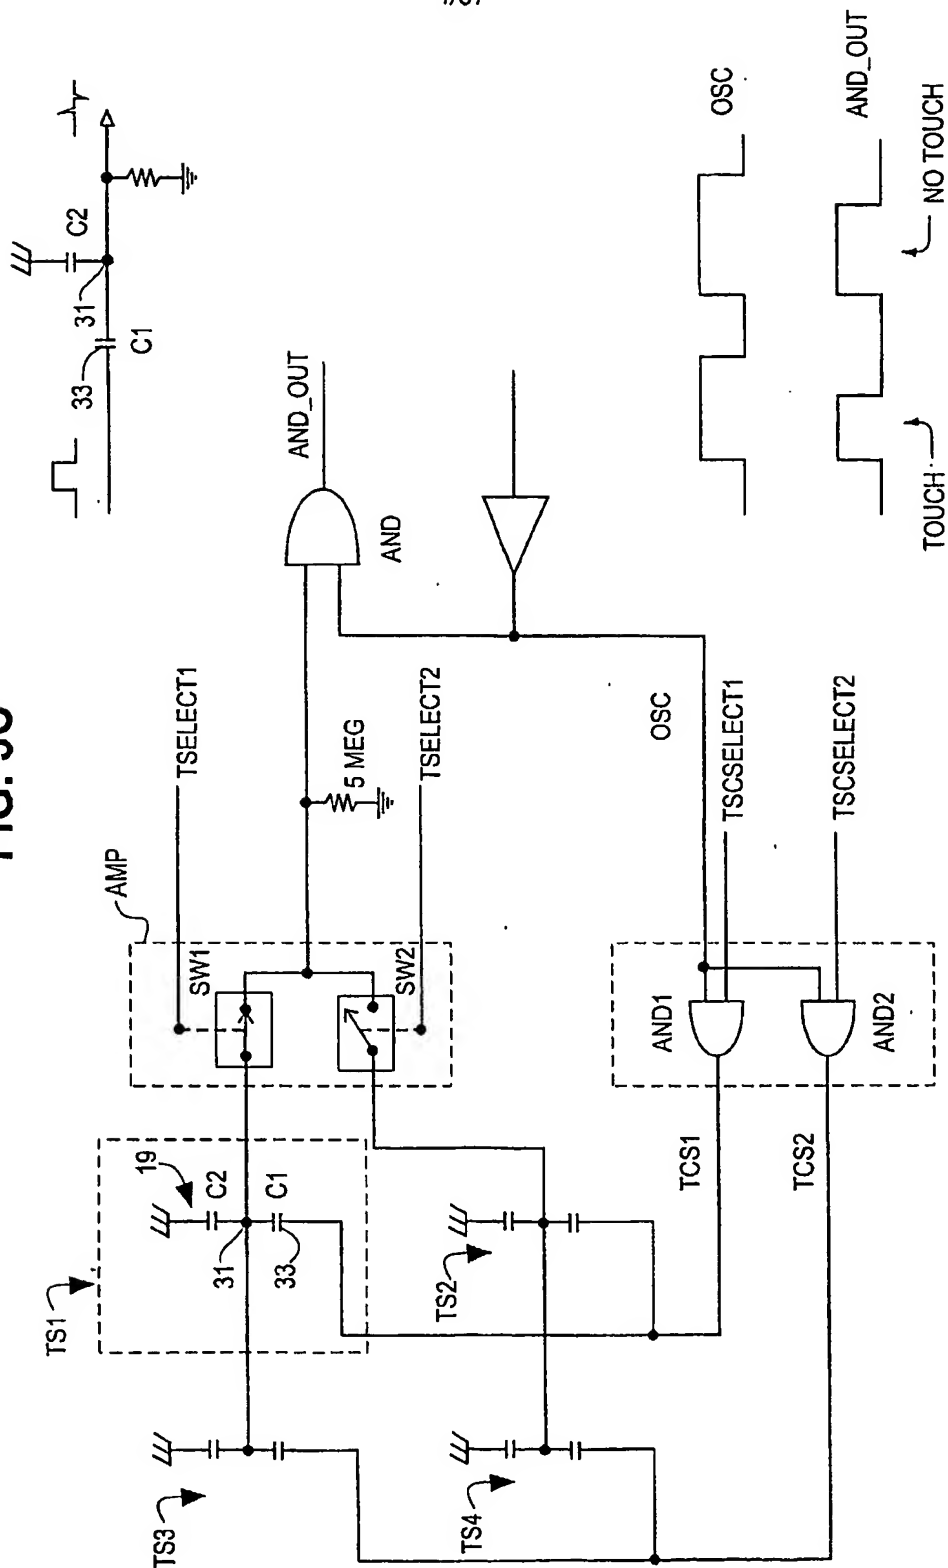 FIG.
C2
31
33
C1
TS1
AMP
TSELECT1
19
SW1
C2
C1
31
33
TS3
AND_OUT
5 MEG
AND
SW2
TSELECT2
TS2
TS4
OSC
TSCSELECT1
AND1
TCS1
TSCSELECT2
AND2
TCS2
OSC
AND_OUT
TOUCH
NO TOUCH